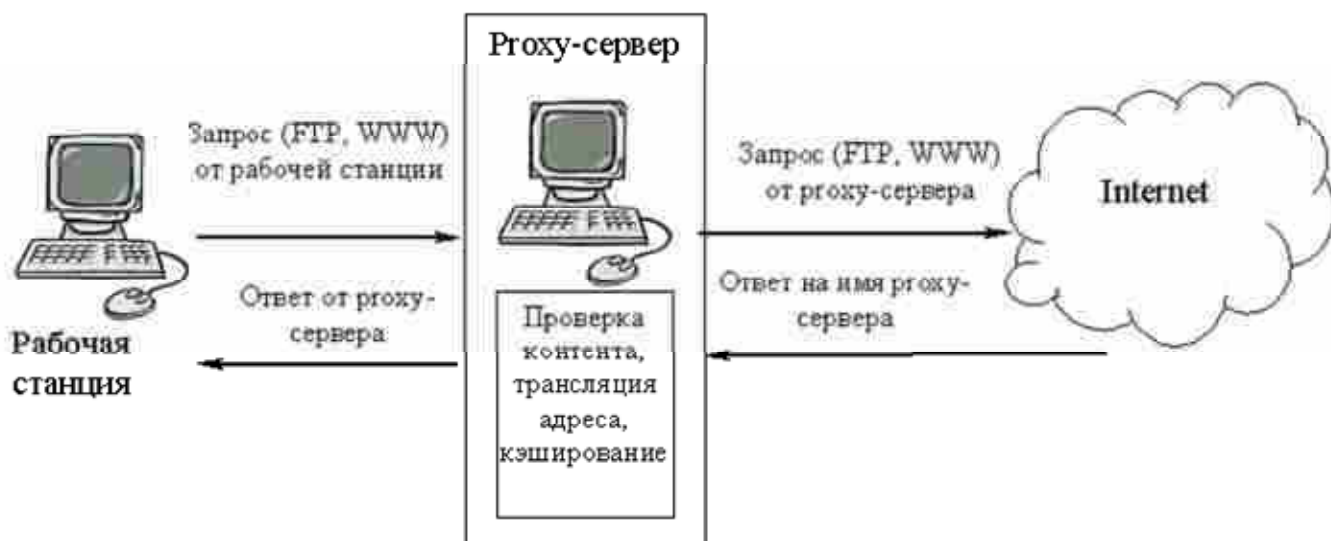 Proxy-сервер
Запрос (FTP, WWW)
от рабочей станции
Запрос (FTP, WWW)
от proxy-сервера
Internet
Ответ от proxy-
сервера
Ответ на имя proxy-
сервера
Рабочая
станция
Проверка
контента,
трансляция
адреса,
кэширование